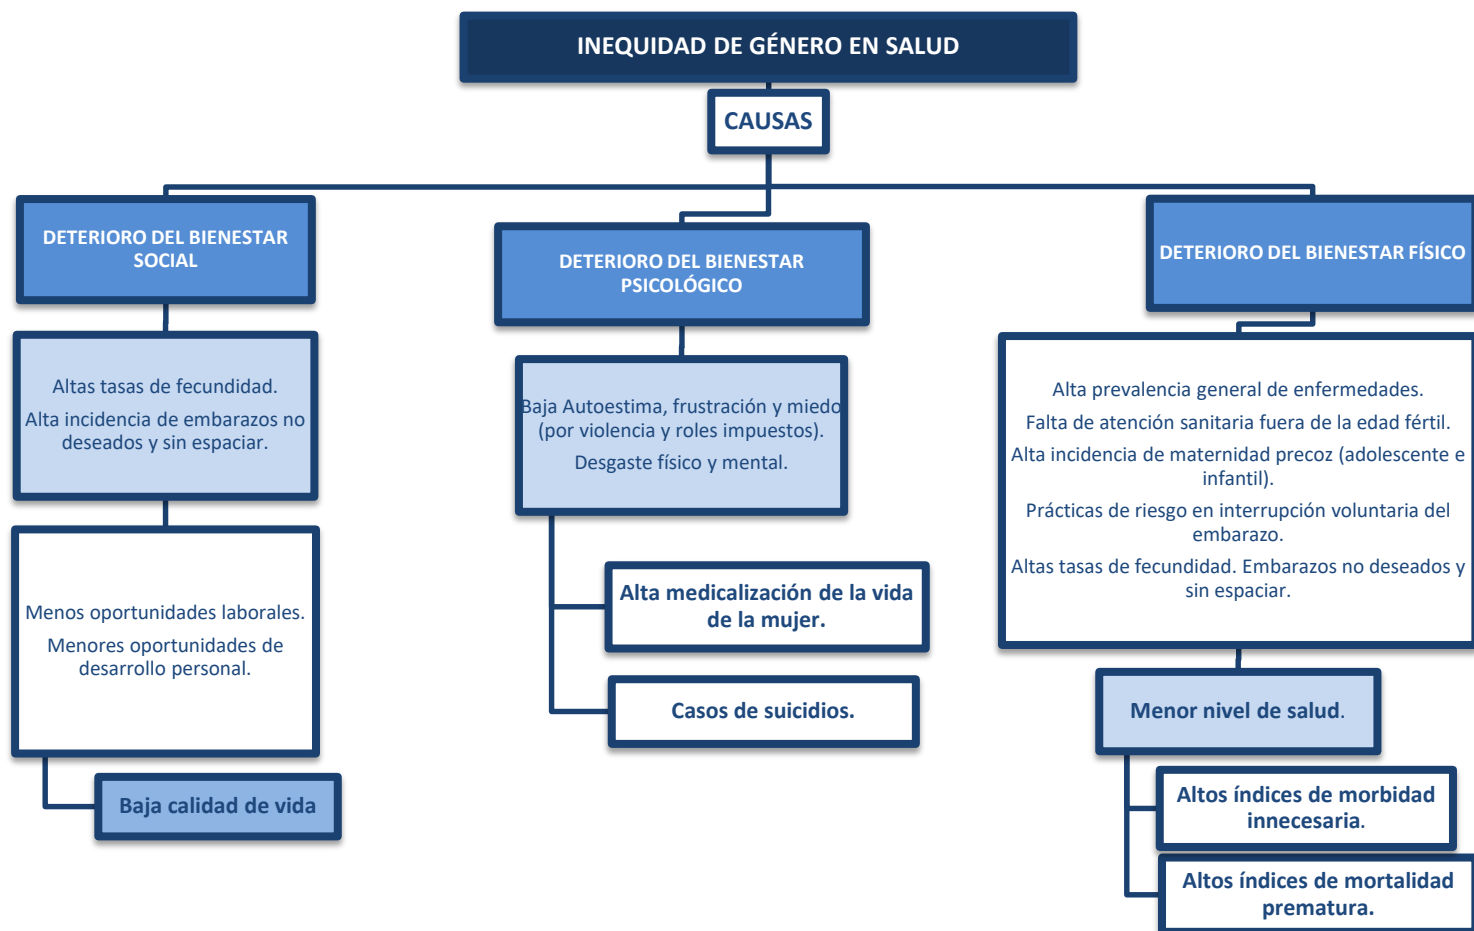 INEQUIDAD DE GÉNERO EN SALUD
CAUSAS
DETERIORO DEL BIENESTAR
SOCIAL
Altas tasas de fecundidad.
Alta incidencia de embarazos no
deseados y sin espaciar.
Menos oportunidades laborales.
Menores oportunidades de
desarrollo personal.
Baja calidad de vida
DETERIORO DEL BIENESTAR
PSICOLÓGICO
Baja Autoestima, frustración y miedo
(por violencia y roles impuestos).
Desgaste físico y mental.
Alta medicalización de la vida
de la mujer.
Casos de suicidios.
DETERIORO DEL BIENESTAR FÍSICO
Alta prevalencia general de enfermedades.
Falta de atención sanitaria fuera de la edad fértil.
Alta incidencia de maternidad precoz (adolescente e
infantil).
Prácticas de riesgo en interrupción voluntaria del
embarazo.
Altas tasas de fecundidad. Embarazos no deseados y
sin espaciar.
Menor nivel de salud.
Altos índices de morbidad
innecesaria.
Altos índices de mortalidad
prematura.